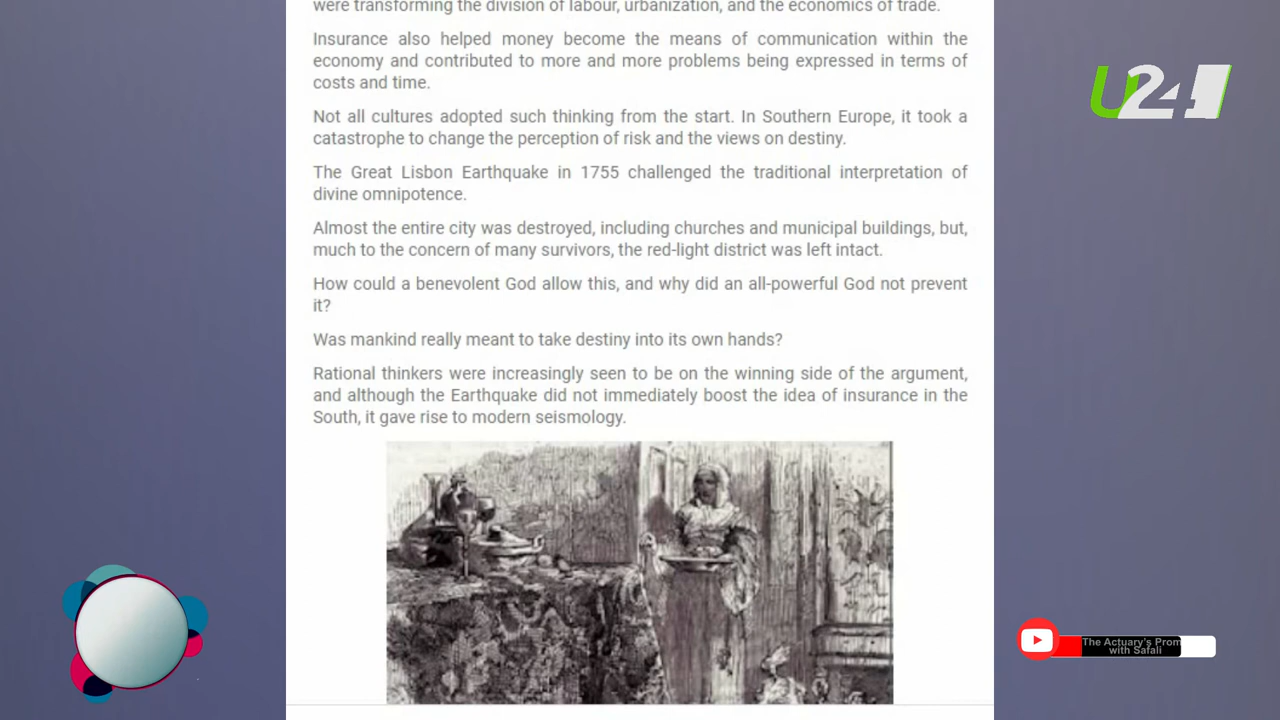 were transforming the division of labour, urbanization, and the economics of trade.
Insurance also helped money become the means of communication within the
economy and contributed to more and more problems being expressed in terms of
costs and time.
Not all cultures adopted such thinking from the start. In Southern Europe, it took a
catastrophe to change the perception of risk and the views on destiny.
The Great Lisbon Earthquake in 1755 challenged the traditional interpretation of
divine omnipotence.
Almost the entire city was destroyed, including churches and municipal buildings, but,
much to the concern of many survivors, the red-light district was left intact.
How could a benevolent God allow this, and why did an all-powerful God not prevent
it?
Was mankind really meant to take destiny into its own hands?
Rational thinkers were increasingly seen to be on the winning side of the argument,
and although the Earthquake did not immediately boost the idea of insurance in the
South, it gave rise to modern seismology.
U24
The Actuary's Prom
with Safali